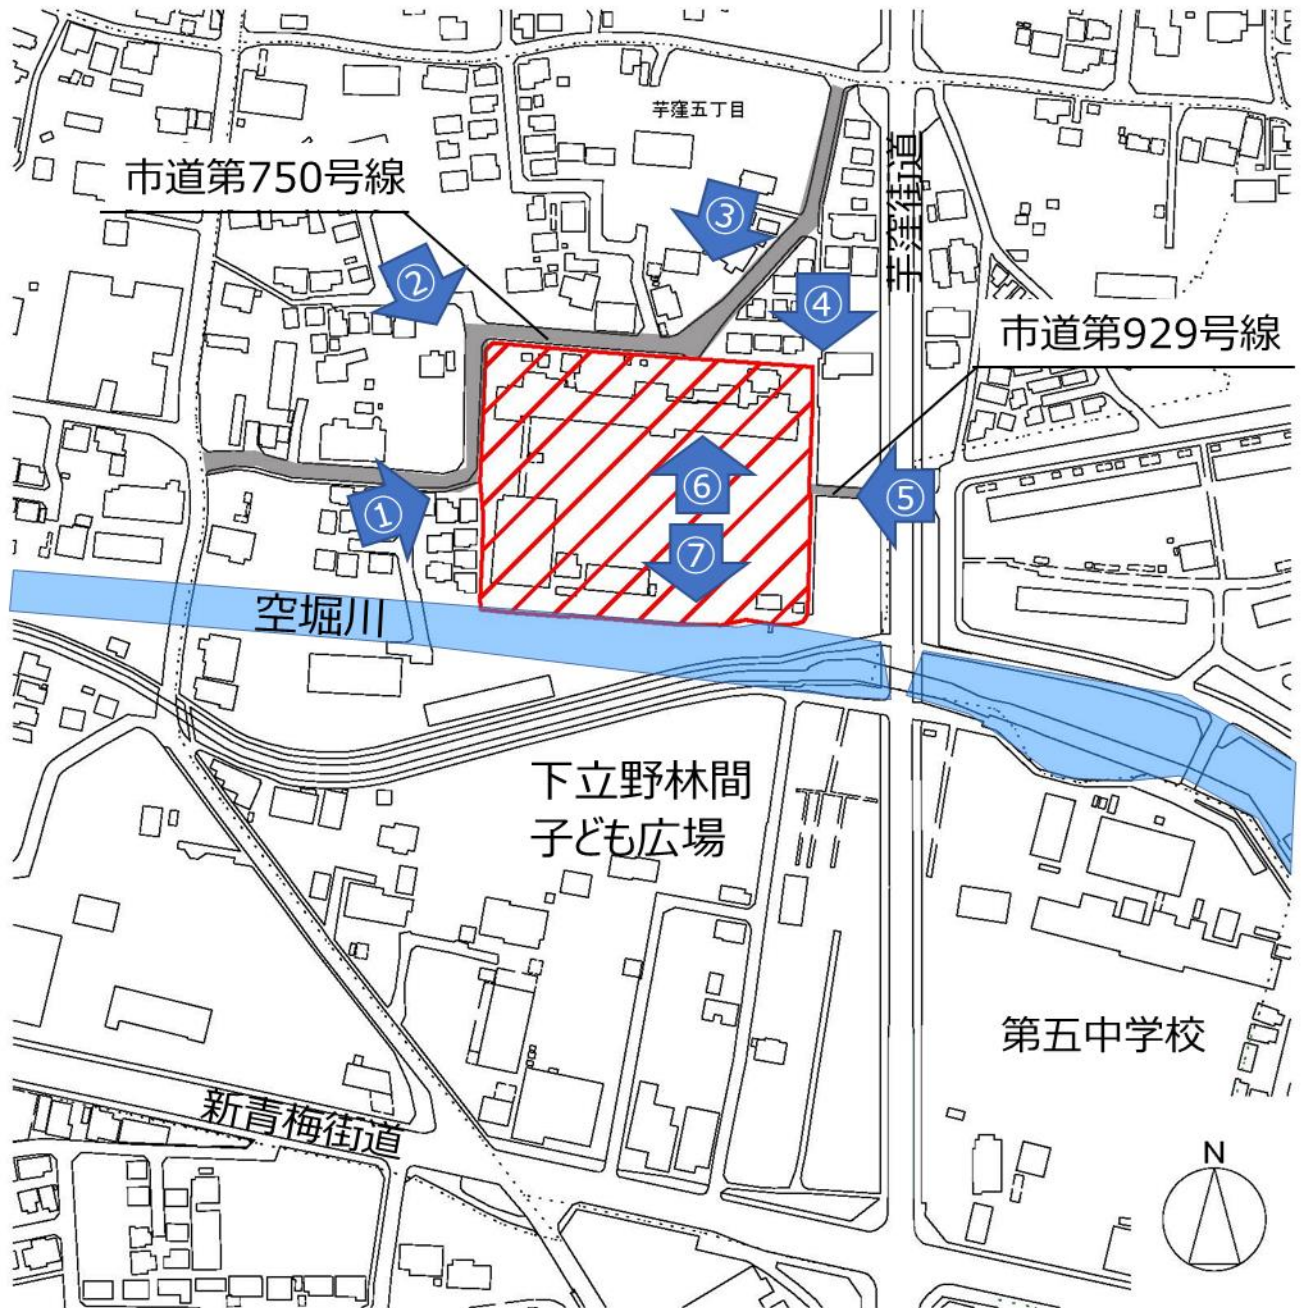 芋窪五丁目
市道第750号線
芋窪街道
③
②
④
市道第929号線
⑥
⑤
①
⑦
空堀川
下立野林間
子ども広場
第五中学校
新青梅街道
N